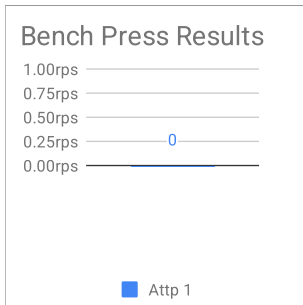 Bench Press Results
1.00rps
0.75rps
0.50rps
0.25rps
0.00rps
0
Attp 1